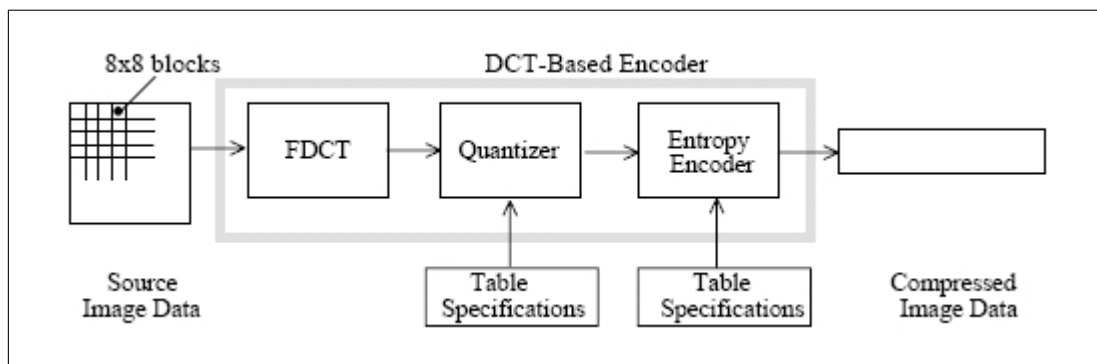 8x8 blocks
DCT-Based Encoder
FDCT
Quantizer
Entropy
Encoder
Source
Image Data
Table
Specifications
Table
Specifications
Compressed
Image Data